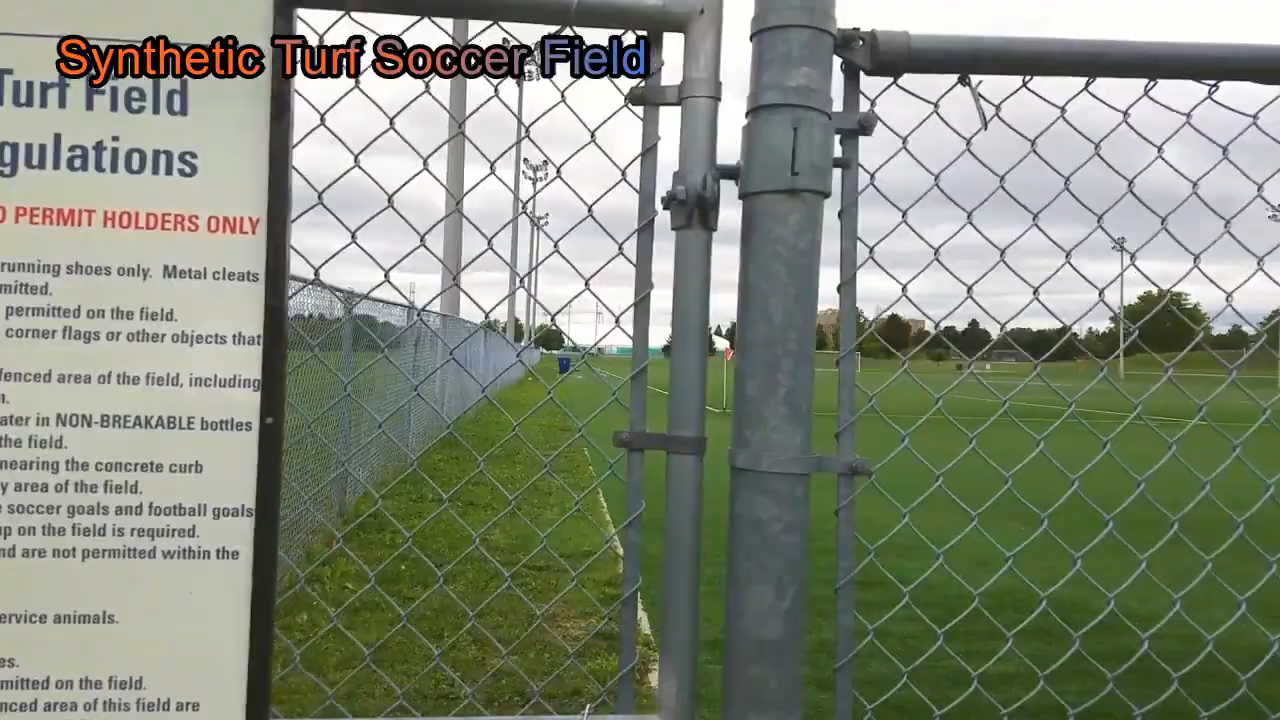 Synthetic Turf Soccer Field
Turf Field
gulations
PERMIT HOLDERS ONLY
running shoes only. Metal cleats
mitted.
permitted on the field.
corner flags or other objects that
fenced area of the field, including
ater in NON-BREAKABLE bottles
the field.
nearing the concrete curb
y area of the field.
soccer goals and football goals
up on the field is required.
nd are not permitted within the
ervice animals.
es.
mitted on the field.
nced area of this field are